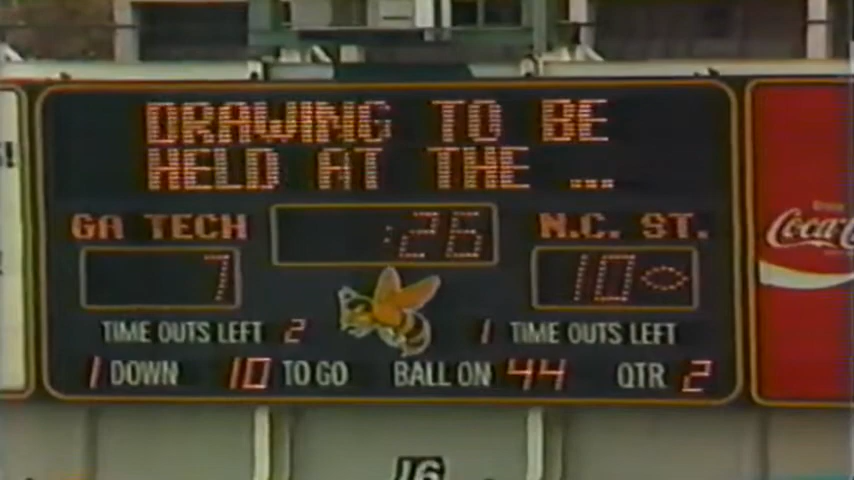 DRAWING TO BE
HELD AT THE ...
GA TECH :26 N.C. ST.
7 10
TIME OUTS LEFT 2 1 TIME OUTS LEFT
1 DOWN 10 TO GO BALL ON 44 QTR 2
Coca-C
16